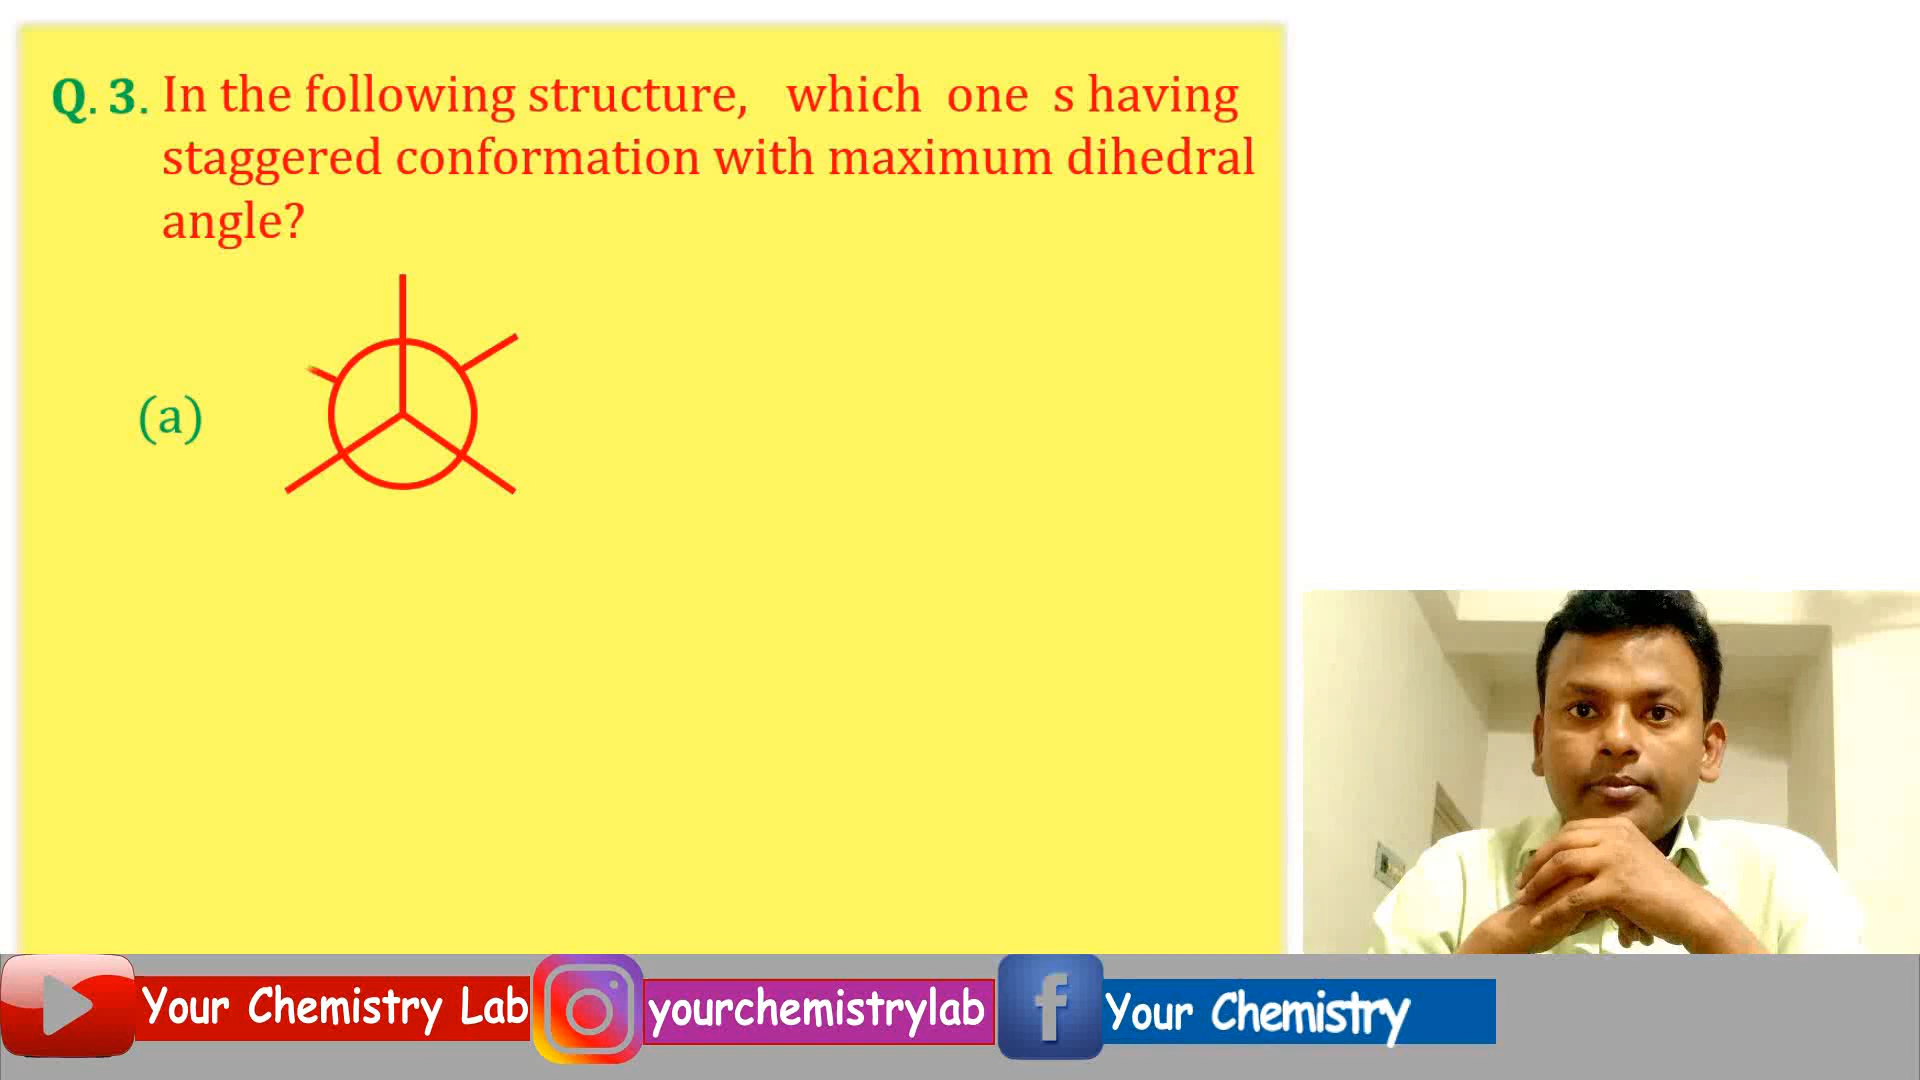 Q. 3. In the following structure, which one s having
staggered conformation with maximum dihedral
angle?
(a)
Your Chemistry Lab
yourchemistrylab
f
Your Chemistry